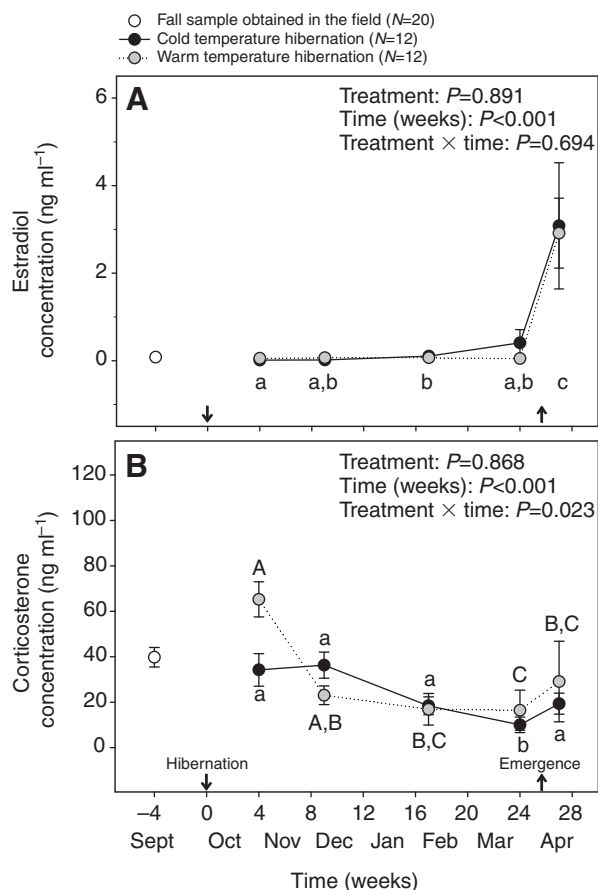 Fall sample obtained in the field (N=20)
Cold temperature hibernation (N=12)
Warm temperature hibernation (N=12)
A
Treatment: P=0.891
Time (weeks): P<0.001
Treatment × time: P=0.694
Estradiol
concentration (ng ml⁻¹)
6
4
2
0
a a,b b a,b c
B
Treatment: P=0.868
Time (weeks): P<0.001
Treatment × time: P=0.023
Corticosterone
concentration (ng ml⁻¹)
120
100
80
60
40
20
0
A
a
a
A,B
a
B,C
C
b
B,C
a
Hibernation
Emergence
–4 0 4 8 12 16 20 24 28
Sept Oct Nov Dec Jan Feb Mar Apr
Time (weeks)